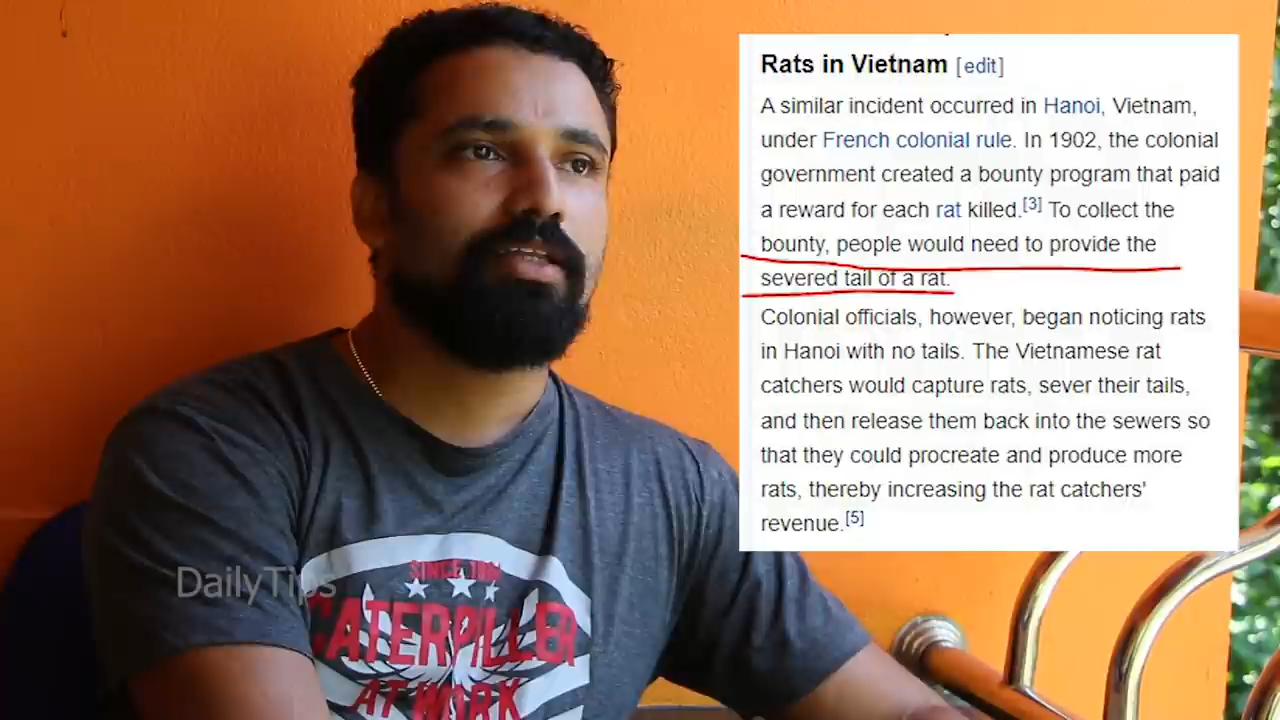 Rats in Vietnam [edit]
A similar incident occurred in Hanoi, Vietnam,
under French colonial rule. In 1902, the colonial
government created a bounty program that paid
a reward for each rat killed.[3] To collect the
bounty, people would need to provide the
severed tail of a rat.
Colonial officials, however, began noticing rats
in Hanoi with no tails. The Vietnamese rat
catchers would capture rats, sever their tails,
and then release them back into the sewers so
that they could procreate and produce more
rats, thereby increasing the rat catchers'
revenue.[5]
DailyTips
SINCE
CATERPILLER
AT WORK